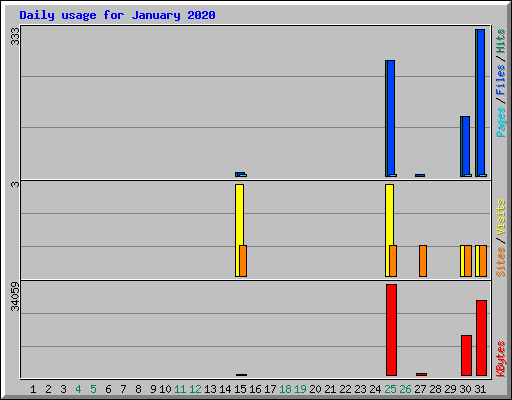 Daily usage for January 2020
333
3
34059
Pages/Files/Hits
Sites/Visits
KBytes
1 2 3 4 5 6 7 8 9 10 11 12 13 14 15 16 17 18 19 20 21 22 23 24 25 26 27 28 29 30 31